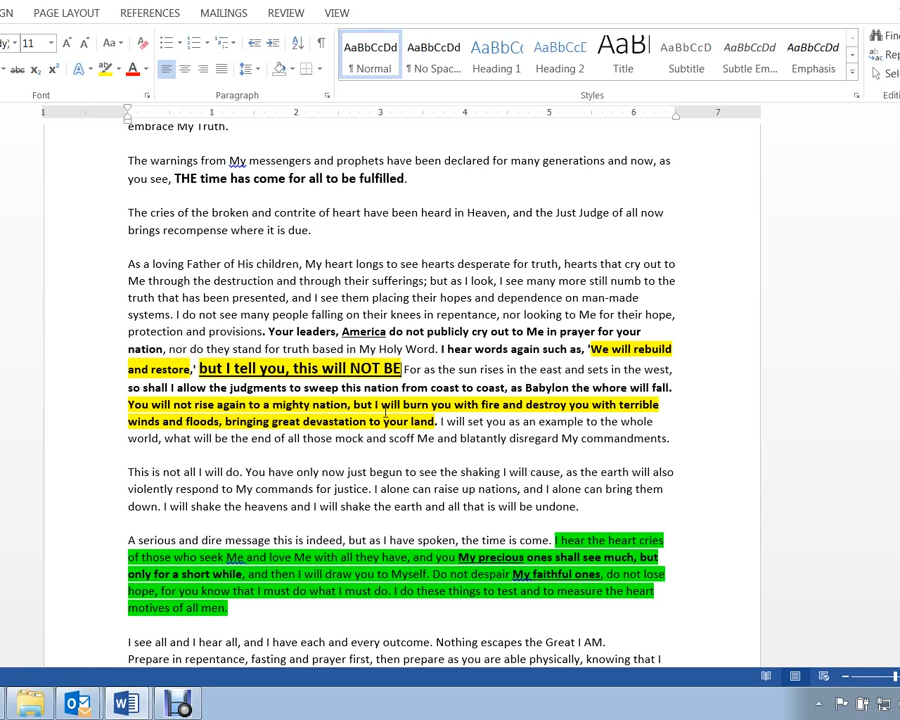 GN PAGE LAYOUT REFERENCES MAILINGS REVIEW VIEW
11 Aa Find
abc X₂ X² A ab A Rep
AaBbCcDd AaBbCcDd AaBbCc AaBbCcD AaB AaBbCcD AaBbCcDd AaBbCcDd
¶ Normal ¶ No Spac... Heading 1 Heading 2 Title Subtitle Subtle Em... Emphasis Sele
Font Paragraph Styles Editi
1 1 2 3 4 5 6 7
embrace My Truth.
The warnings from My messengers and prophets have been declared for many generations and now, as
you see, THE time has come for all to be fulfilled.
The cries of the broken and contrite of heart have been heard in Heaven, and the Just Judge of all now
brings recompense where it is due.
As a loving Father of His children, My heart longs to see hearts desperate for truth, hearts that cry out to
Me through the destruction and through their sufferings; but as I look, I see many more still numb to the
truth that has been presented, and I see them placing their hopes and dependence on man-made
systems. I do not see many people falling on their knees in repentance, nor looking to Me for their hope,
protection and provisions. Your leaders, America do not publicly cry out to Me in prayer for your
nation, nor do they stand for truth based in My Holy Word. I hear words again such as, 'We will rebuild
and restore,' but I tell you, this will NOT BE For as the sun rises in the east and sets in the west,
so shall I allow the judgments to sweep this nation from coast to coast, as Babylon the whore will fall.
You will not rise again to a mighty nation, but I will burn you with fire and destroy you with terrible
winds and floods, bringing great devastation to your land. I will set you as an example to the whole
world, what will be the end of all those mock and scoff Me and blatantly disregard My commandments.
This is not all I will do. You have only now just begun to see the shaking I will cause, as the earth will also
violently respond to My commands for justice. I alone can raise up nations, and I alone can bring them
down. I will shake the heavens and I will shake the earth and all that is will be undone.
A serious and dire message this is indeed, but as I have spoken, the time is come. I hear the heart cries
of those who seek Me and love Me with all they have, and you My precious ones shall see much, but
only for a short while, and then I will draw you to Myself. Do not despair My faithful ones, do not lose
hope, for you know that I must do what I must do. I do these things to test and to measure the heart
motives of all men.
I see all and I hear all, and I have each and every outcome. Nothing escapes the Great I AM.
Prepare in repentance, fasting and prayer first, then prepare as you are able physically, knowing that I